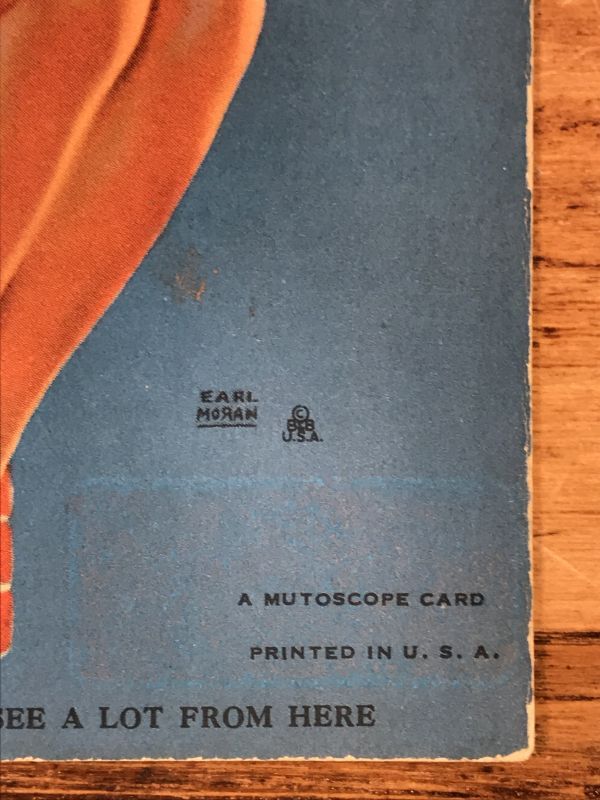 EARL
MORAN
©
B&B
U.S.A.
A MUTOSCOPE CARD
PRINTED IN U. S. A.
SEE A LOT FROM HERE